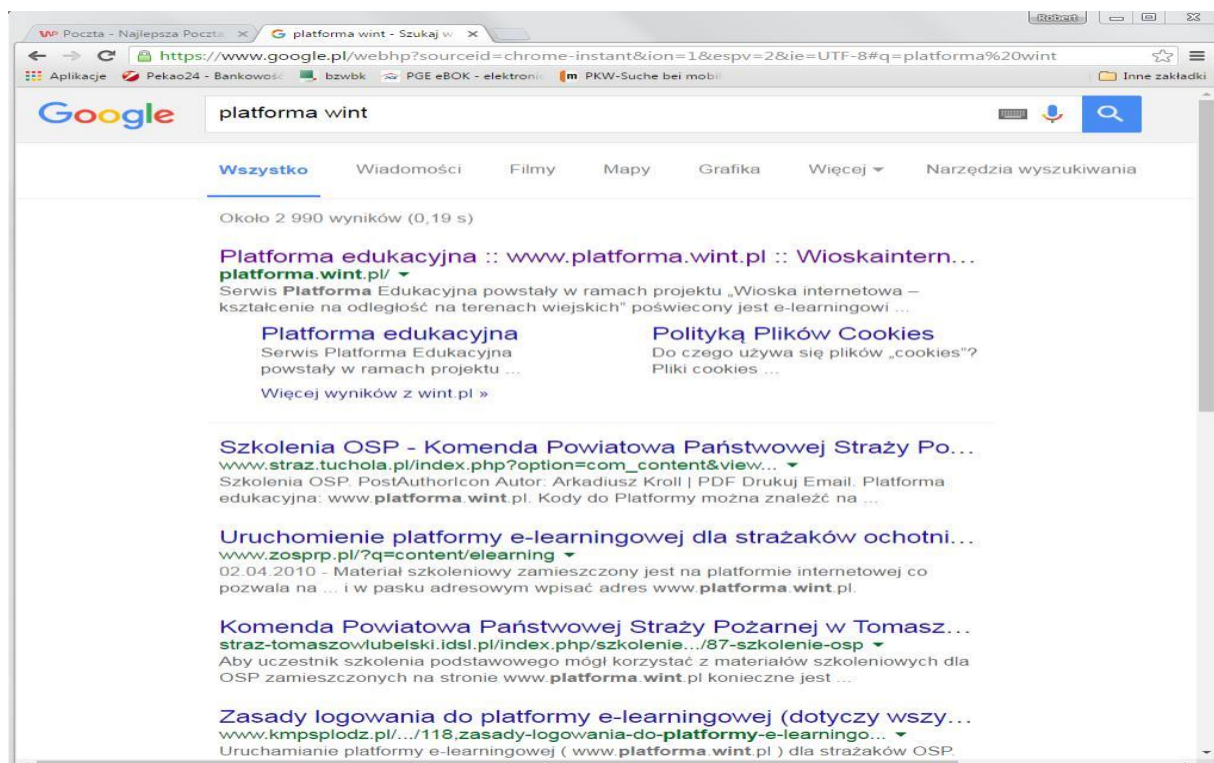 Robert
Poczta - Najlepsza Poczta
platforma wint - Szukaj w
https://www.google.pl/webhp?sourceid=chrome-instant&ion=1&espv=2&ie=UTF-8#q=platforma%20wint
Aplikacje Pekao24 - Bankowość bzwbk PGE eBOK - elektroni PKW-Suche bei mobil Inne zakładki
Google platforma wint
Wszystko Wiadomości Filmy Mapy Grafika Więcej Narzędzia wyszukiwania
Około 2 990 wyników (0,19 s)
Platforma edukacyjna :: www.platforma.wint.pl :: Wioskaintern...
platforma.wint.pl/
Serwis Platforma Edukacyjna powstały w ramach projektu „Wioska internetowa –
kształcenie na odległość na terenach wiejskich" poświecony jest e-learningowi ...
Platforma edukacyjna
Serwis Platforma Edukacyjna
powstały w ramach projektu ...
Polityką Plików Cookies
Do czego używa się plików „cookies"?
Pliki cookies ...
Więcej wyników z wint.pl »
Szkolenia OSP - Komenda Powiatowa Państwowej Straży Po...
www.straz.tuchola.pl/index.php?option=com_content&view...
Szkolenia OSP. PostAuthorIcon Autor: Arkadiusz Kroll | PDF Drukuj Email. Platforma
edukacyjna: www.platforma.wint.pl. Kody do Platformy można znaleźć na ...
Uruchomienie platformy e-learningowej dla strażaków ochotni...
www.zosprp.pl/?q=content/elearning
02.04.2010 - Materiał szkoleniowy zamieszczony jest na platformie internetowej co
pozwala na ... i w pasku adresowym wpisać adres www.platforma.wint.pl.
Komenda Powiatowa Państwowej Straży Pożarnej w Tomasz...
straz-tomaszowlubelski.idsl.pl/index.php/szkolenie.../87-szkolenie-osp
Aby uczestnik szkolenia podstawowego mógł korzystać z materiałów szkoleniowych dla
OSP zamieszczonych na stronie www.platforma.wint.pl konieczne jest ...
Zasady logowania do platformy e-learningowej (dotyczy wszy...
www.kmpsplodz.pl/.../118,zasady-logowania-do-platformy-e-learningo...
Uruchamianie platformy e-learningowej ( www.platforma.wint.pl ) dla strażaków OSP.